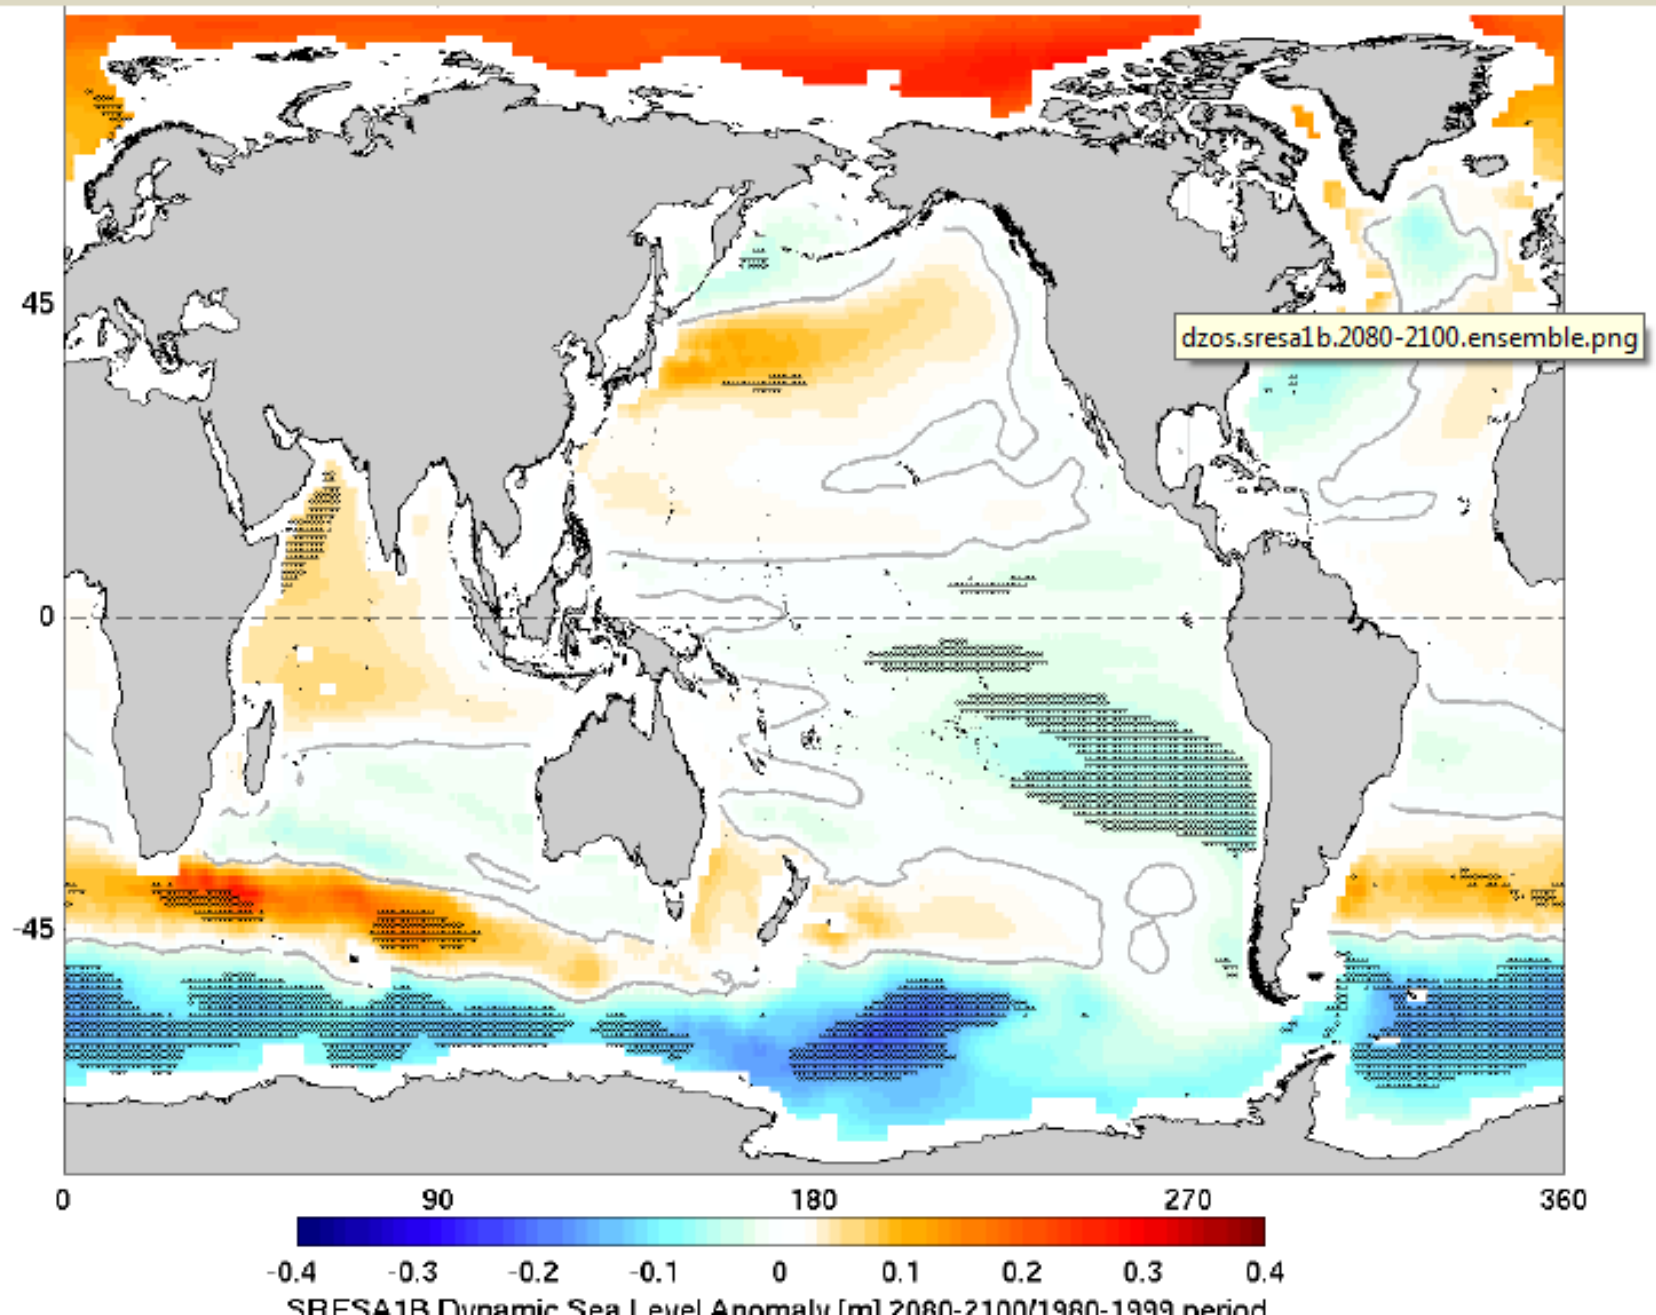 45
dzos.sresa1b.2080-2100.ensemble.png
0
-45
0 90 180 270 360
-0.4 -0.3 -0.2 -0.1 0 0.1 0.2 0.3 0.4
SRESA1B Dynamic Sea Level Anomaly [m] 2080-2100/1980-1999 period